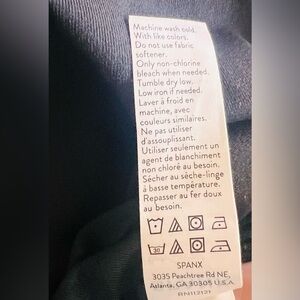 Machine wash cold.
With like colors.
Do not use fabric
softener.
Only non-chlorine
bleach when needed.
Tumble dry low.
Low iron if needed.
Laver à froid en
machine, avec
couleurs similaires.
Ne pas utiliser
d'assouplissant.
Utiliser seulement un
agent de blanchiment
non chloré au besoin.
Sécher au sèche-linge
à basse température.
Repasser au fer doux
au besoin.
30
SPANX
3035 Peachtree Rd NE,
Atlanta, GA 30305 U.S.A
RN112121